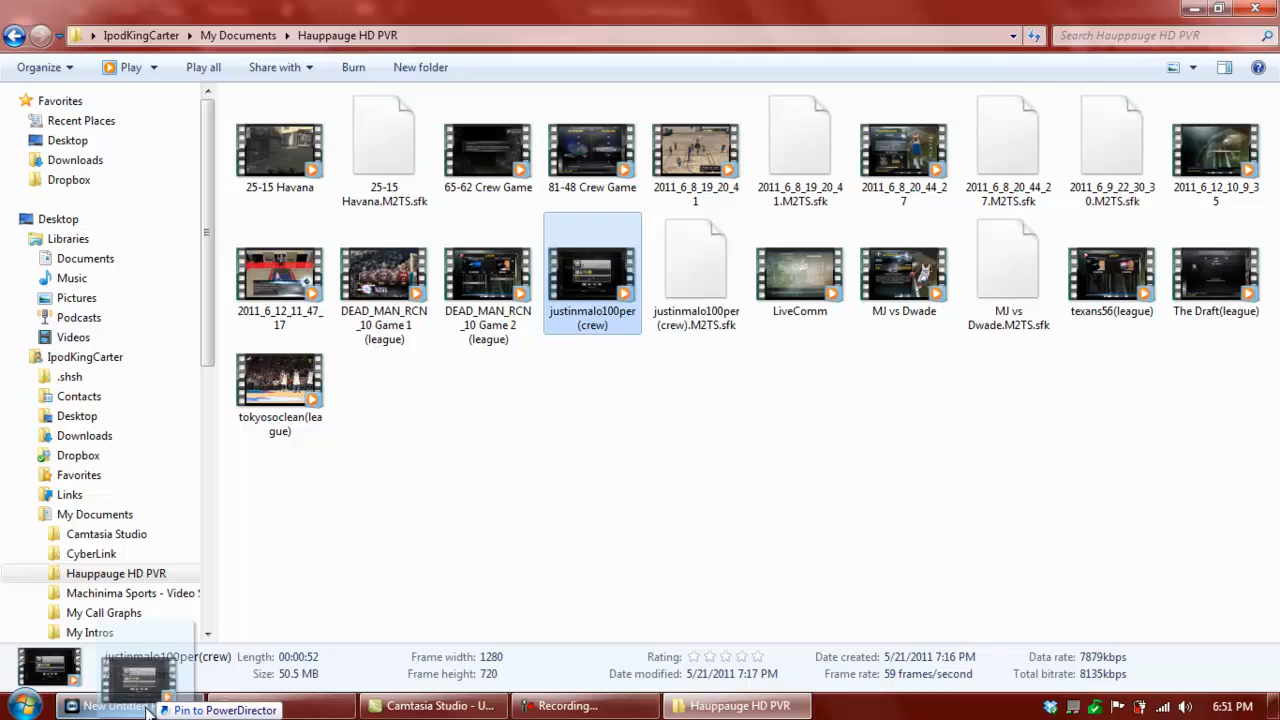 IpodKingCarter
My Documents
Hauppauge HD PVR
Search Hauppauge HD PVR
Organize
Play
Play all
Share with
Burn
New folder
Favorites
Recent Places
Desktop
Downloads
Dropbox
Desktop
Libraries
Documents
Music
Pictures
Podcasts
Videos
IpodKingCarter
.shsh
Contacts
Desktop
Downloads
Dropbox
Favorites
Links
My Documents
Camtasia Studio
CyberLink
Hauppauge HD PVR
Machinima Sports - Video S
My Call Graphs
My Intros
25-15 Havana
25-15
Havana.M2TS.sfk
65-62 Crew Game
81-48 Crew Game
2011_6_8_19_20_4
1
2011_6_8_19_20_4
1.M2TS.sfk
2011_6_8_20_44_2
7
2011_6_8_20_44_2
7.M2TS.sfk
2011_6_9_22_30_3
0.M2TS.sfk
2011_6_12_10_9_3
5
2011_6_12_11_47_
17
DEAD_MAN_RCN
_10 Game 1
(league)
DEAD_MAN_RCN
_10 Game 2
(league)
justinmalo100per
(crew)
justinmalo100per
(crew).M2TS.sfk
LiveComm
MJ vs Dwade
MJ vs
Dwade.M2TS.sfk
texans56(league)
The Draft(league)
tokyosoclean(lea
gue)
justinmalo100per(crew)
Length: 00:00:52
Size: 50.5 MB
Frame width: 1280
Frame height: 720
Rating:
Date modified: 5/21/2011 7:17 PM
Date created: 5/21/2011 7:16 PM
Frame rate: 59 frames/second
Data rate: 7879kbps
Total bitrate: 8135kbps
New Untitled
Pin to PowerDirector
Camtasia Studio - U...
Recording...
Hauppauge HD PVR
6:51 PM